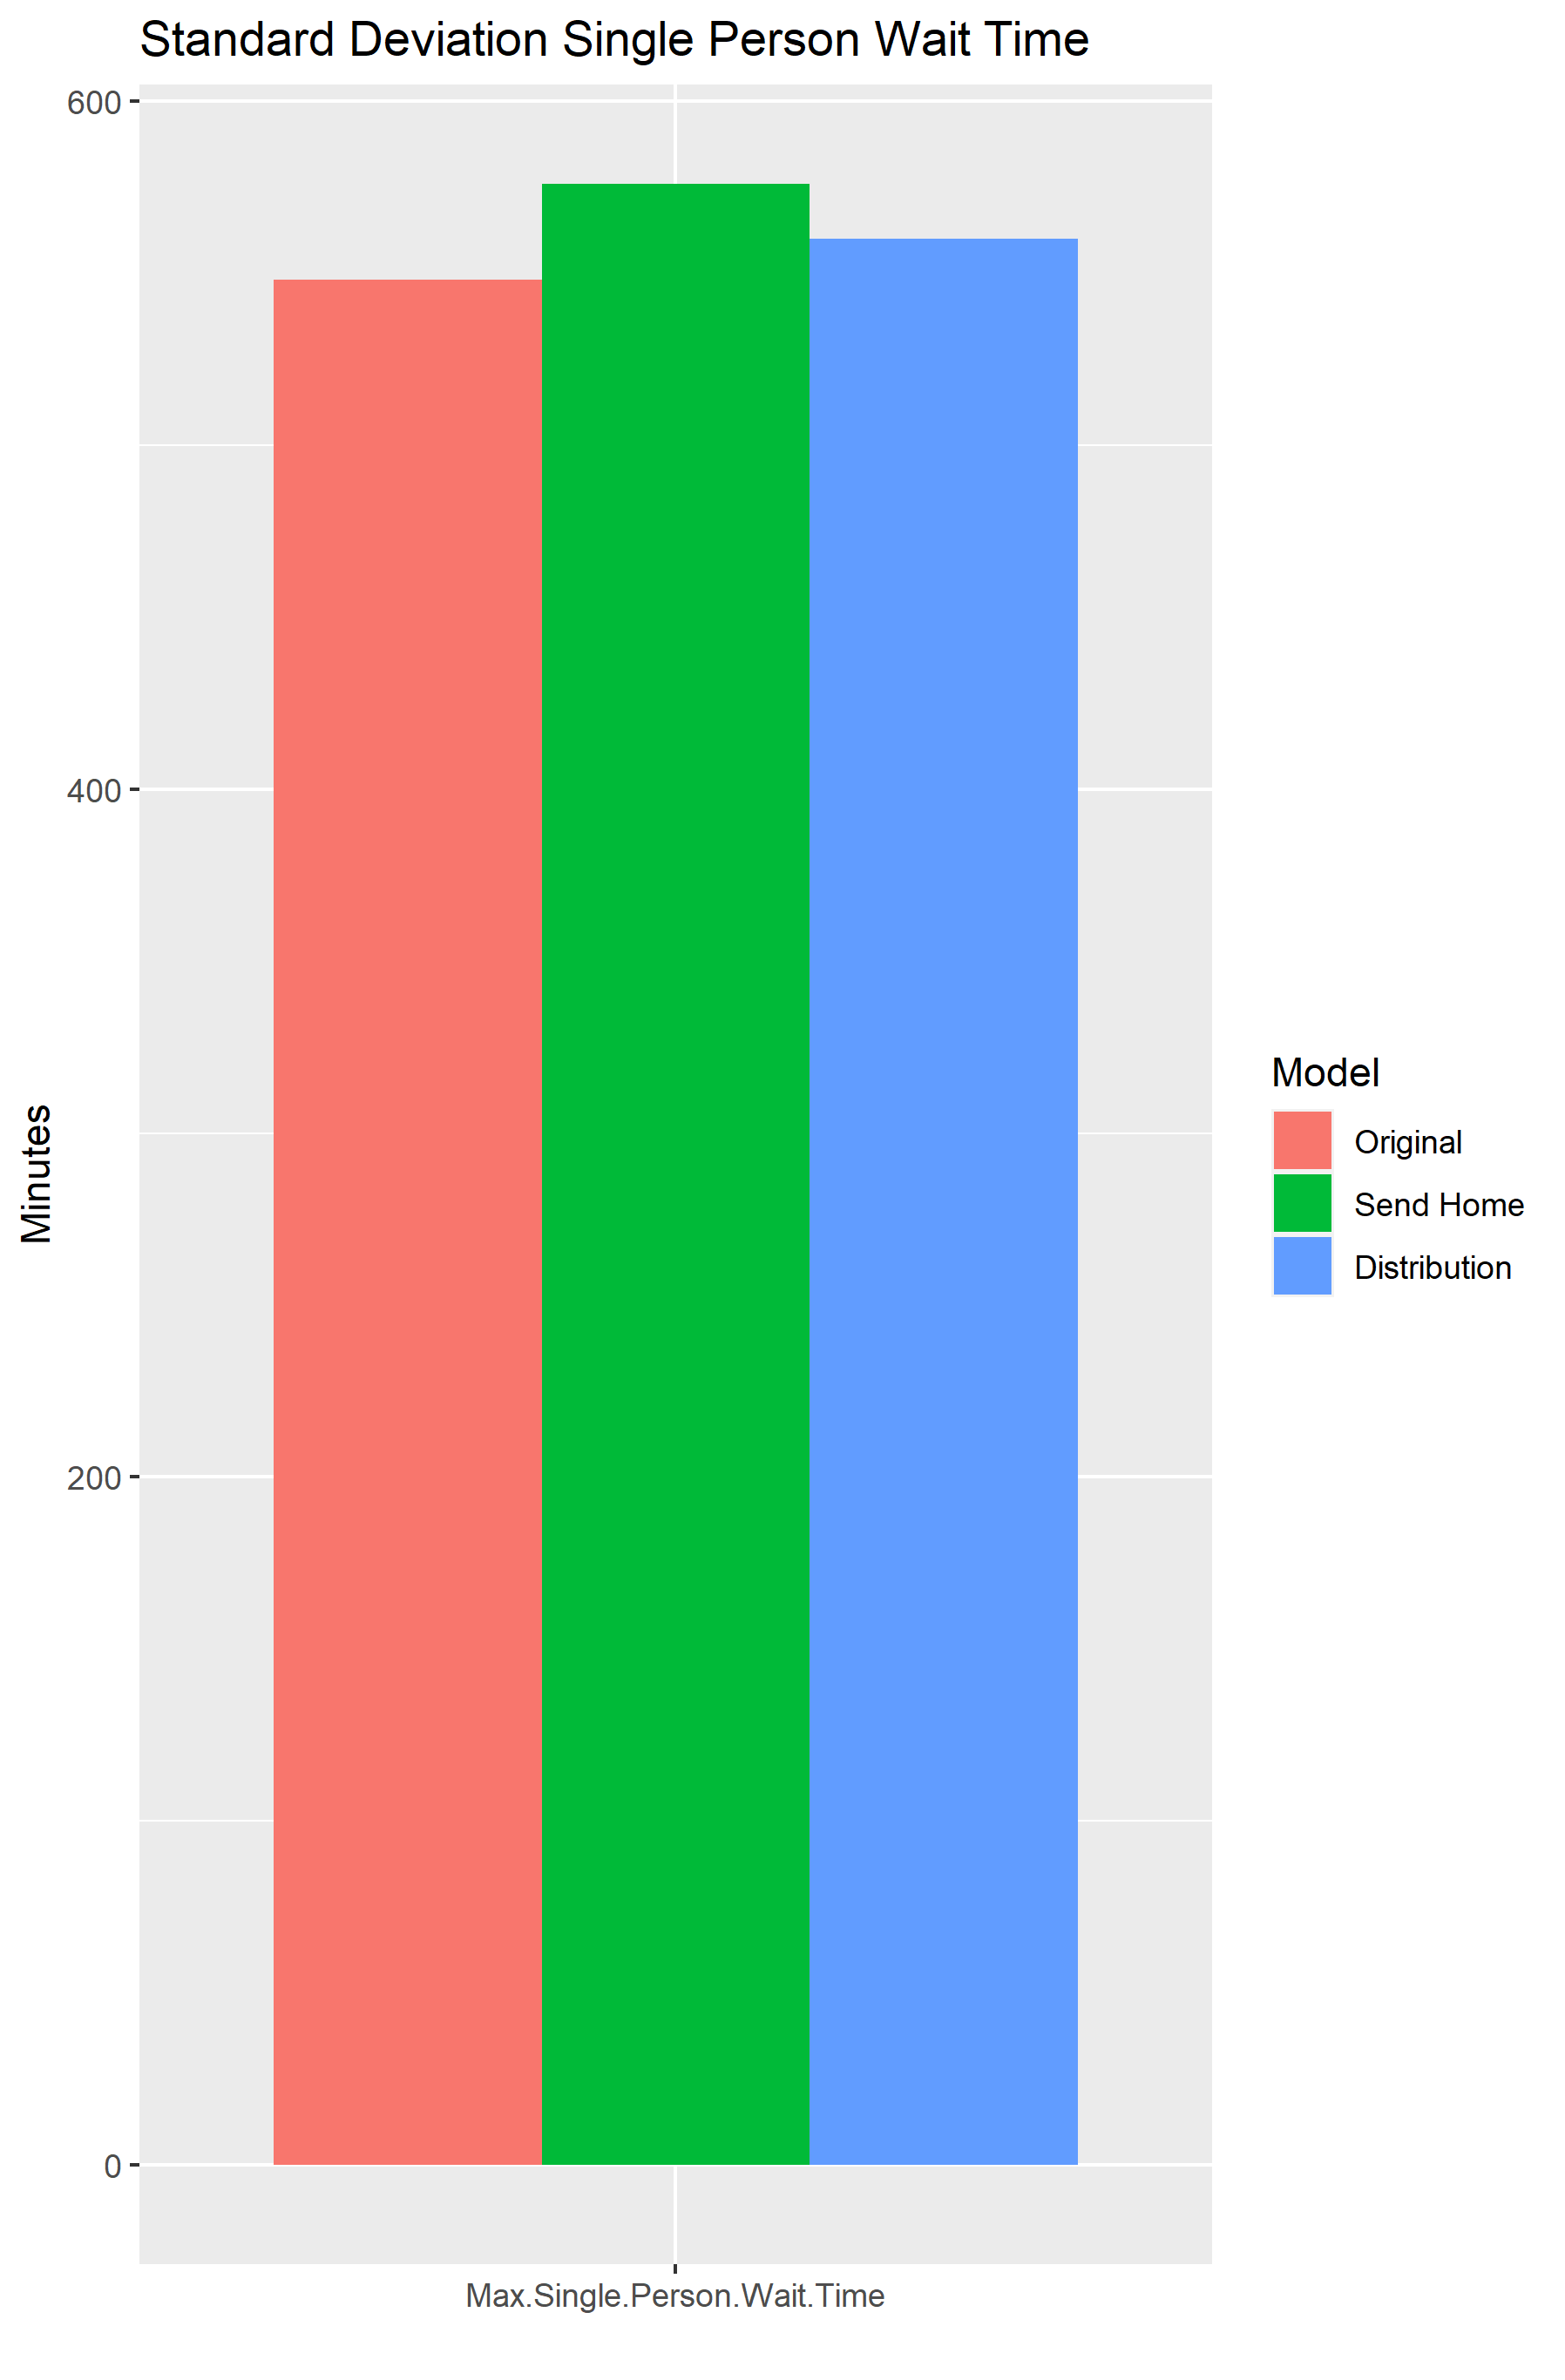 Standard Deviation Single Person Wait Time
600
400
200
0
Minutes
Max.Single.Person.Wait.Time
Model
Original
Send Home
Distribution